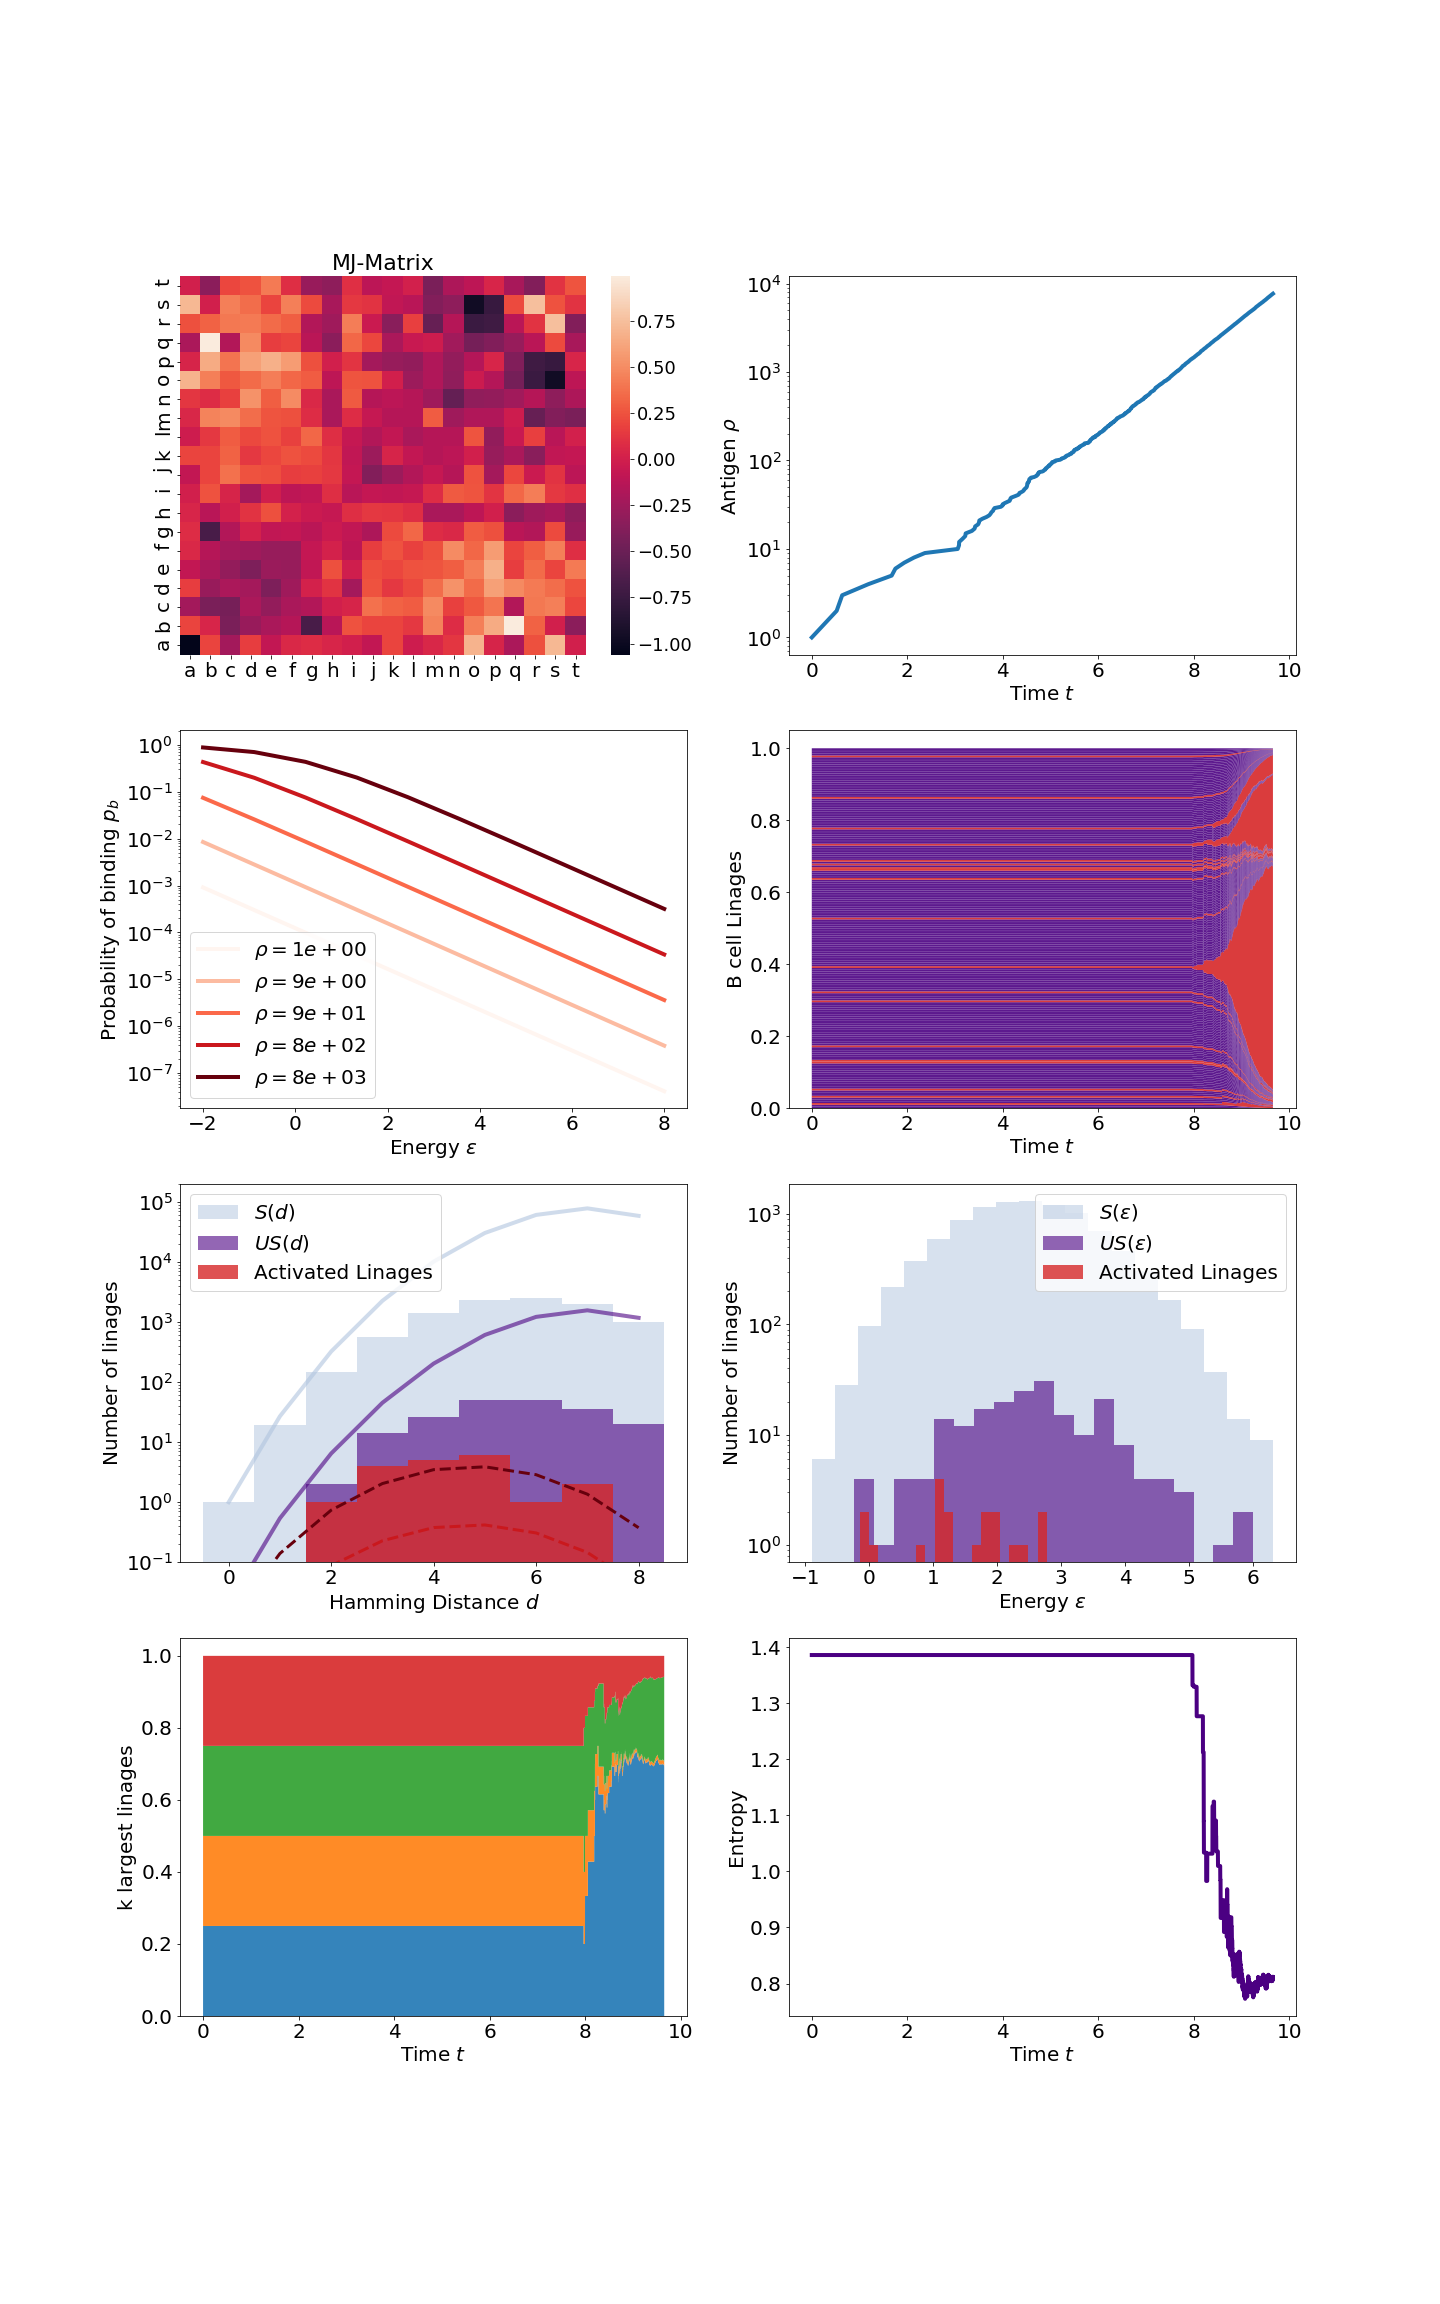 MJ-Matrix
t
s
r
q
p
o
n
m
l
k
j
i
h
g
f
e
d
c
b
a
a b c d e f g h i j k l m n o p q r s t
0.75
0.50
0.25
0.00
−0.25
−0.50
−0.75
−1.00
Antigen ρ
10⁴
10³
10²
10¹
10⁰
0 2 4 6 8 10
Time t
Probability of binding p_b
10⁰
10⁻¹
10⁻²
10⁻³
10⁻⁴
10⁻⁵
10⁻⁶
10⁻⁷
ρ = 1e + 00
ρ = 9e + 00
ρ = 9e + 01
ρ = 8e + 02
ρ = 8e + 03
−2 0 2 4 6 8
Energy ε
B cell Linages
1.0
0.8
0.6
0.4
0.2
0.0
0 2 4 6 8 10
Time t
Number of linages
10⁵
10⁴
10³
10²
10¹
10⁰
10⁻¹
S(d)
US(d)
Activated Linages
0 2 4 6 8
Hamming Distance d
Number of linages
10³
10²
10¹
10⁰
S(ε)
US(ε)
Activated Linages
−1 0 1 2 3 4 5 6
Energy ε
k largest linages
1.0
0.8
0.6
0.4
0.2
0.0
0 2 4 6 8 10
Time t
Entropy
1.4
1.3
1.2
1.1
1.0
0.9
0.8
0 2 4 6 8 10
Time t